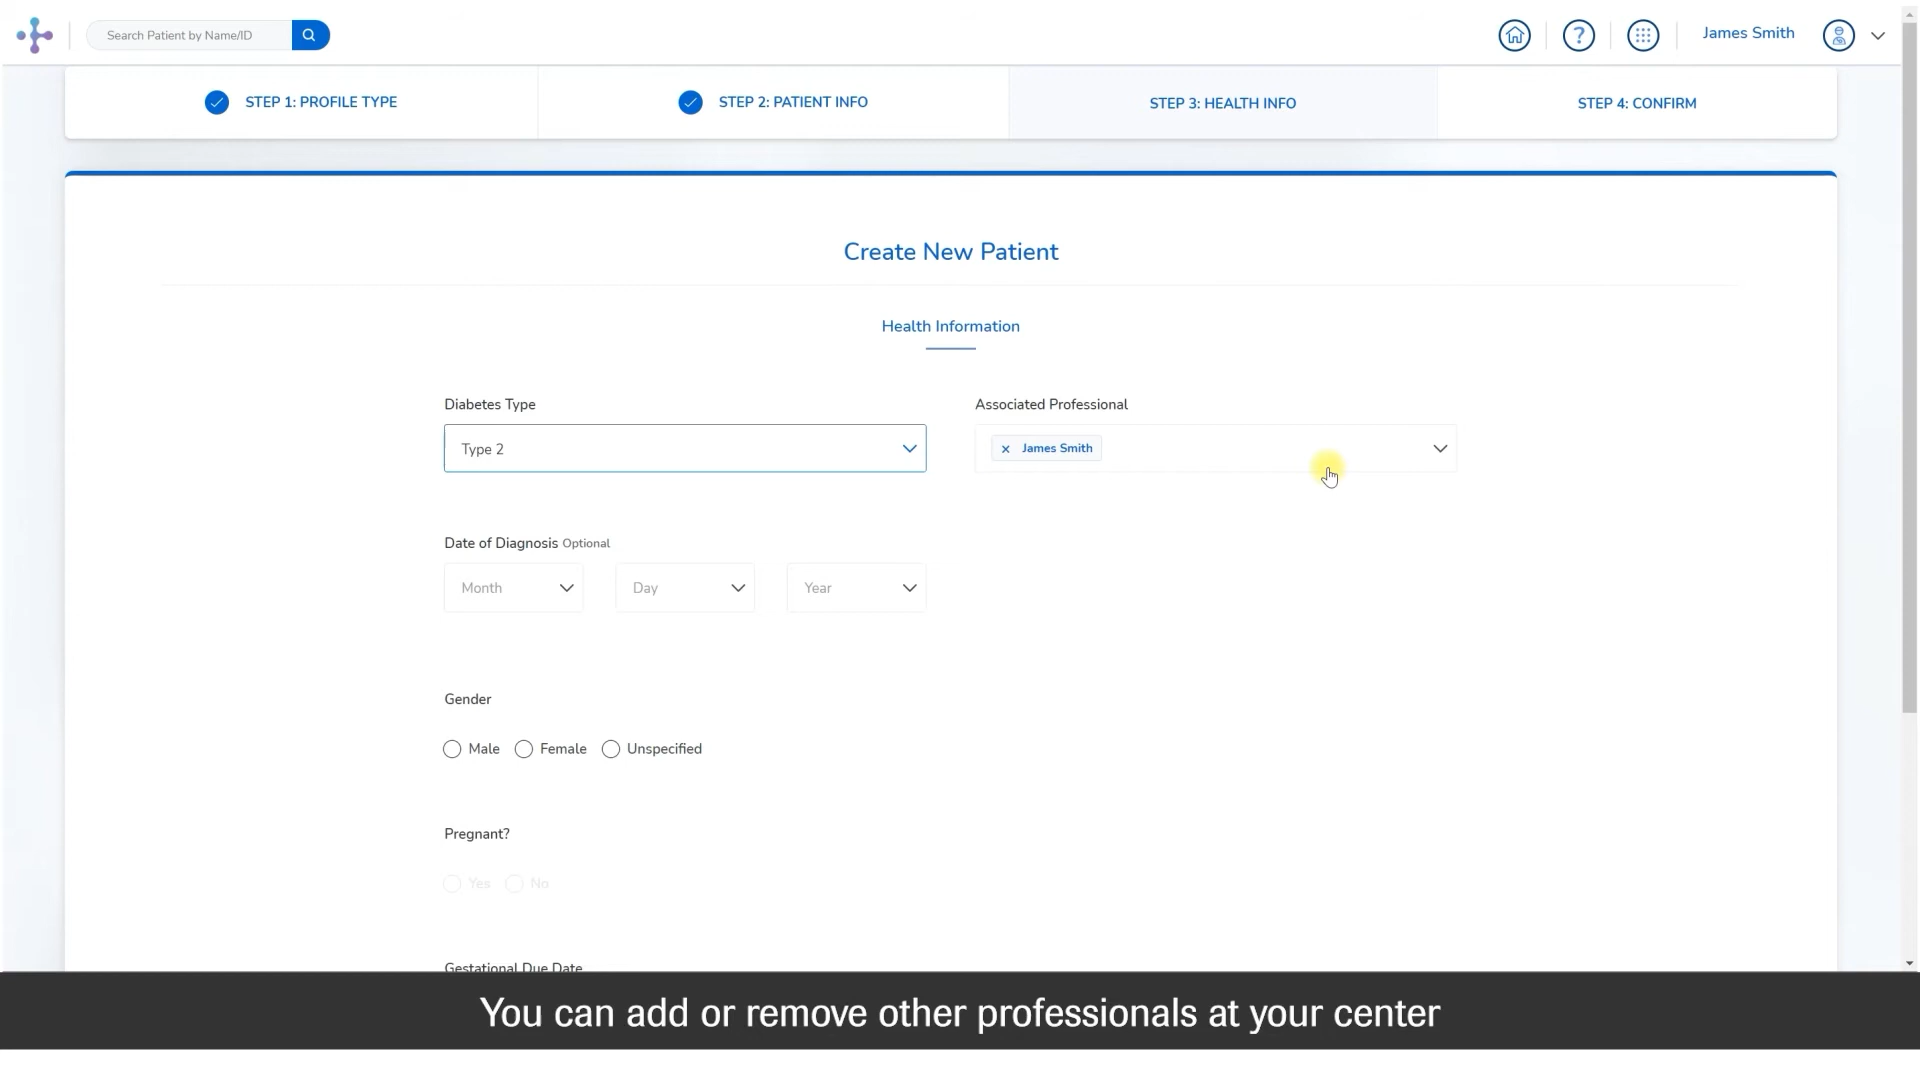 Search Patient by Name/ID
James Smith
STEP 1: PROFILE TYPE
STEP 2: PATIENT INFO
STEP 3: HEALTH INFO
STEP 4: CONFIRM
Create New Patient
Health Information
Diabetes Type
Associated Professional
Type 2
× James Smith
Date of Diagnosis Optional
Month
Day
Year
Gender
Male
Female
Unspecified
Pregnant?
Yes
No
Gestational Due Date
You can add or remove other professionals at your center